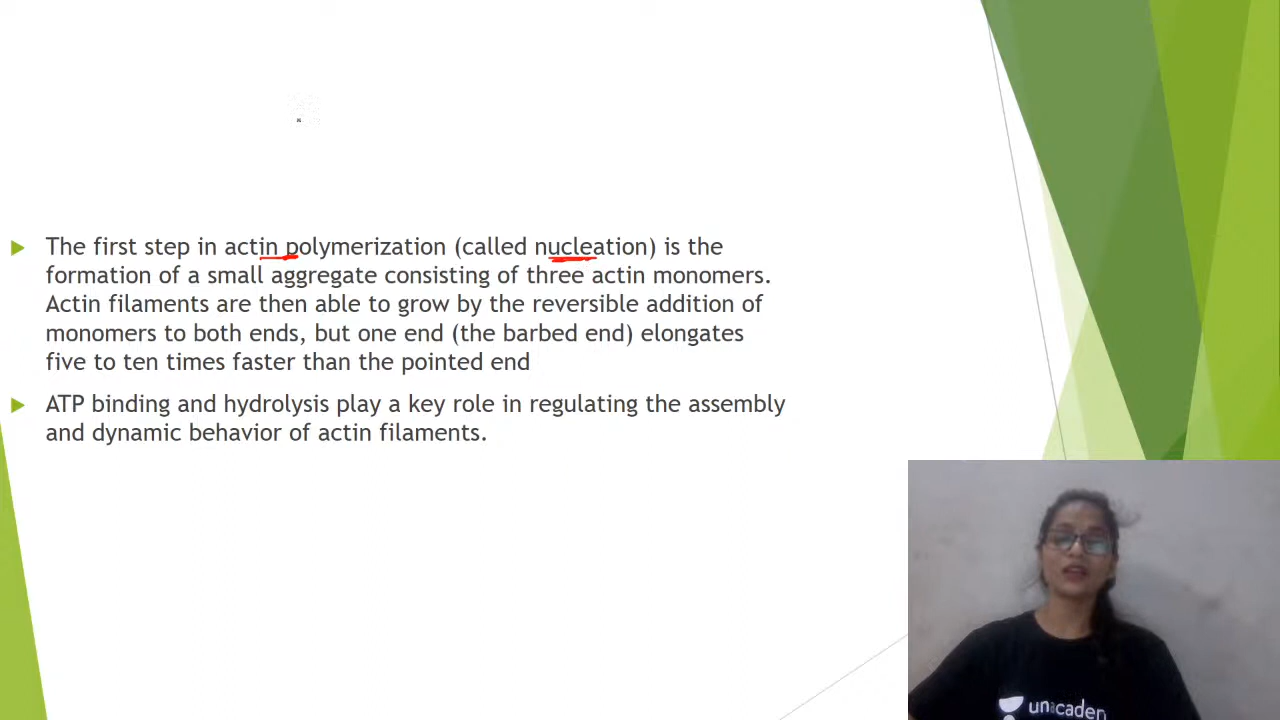 The first step in actin polymerization (called nucleation) is the
formation of a small aggregate consisting of three actin monomers.
Actin filaments are then able to grow by the reversible addition of
monomers to both ends, but one end (the barbed end) elongates
five to ten times faster than the pointed end
ATP binding and hydrolysis play a key role in regulating the assembly
and dynamic behavior of actin filaments.
unacadem